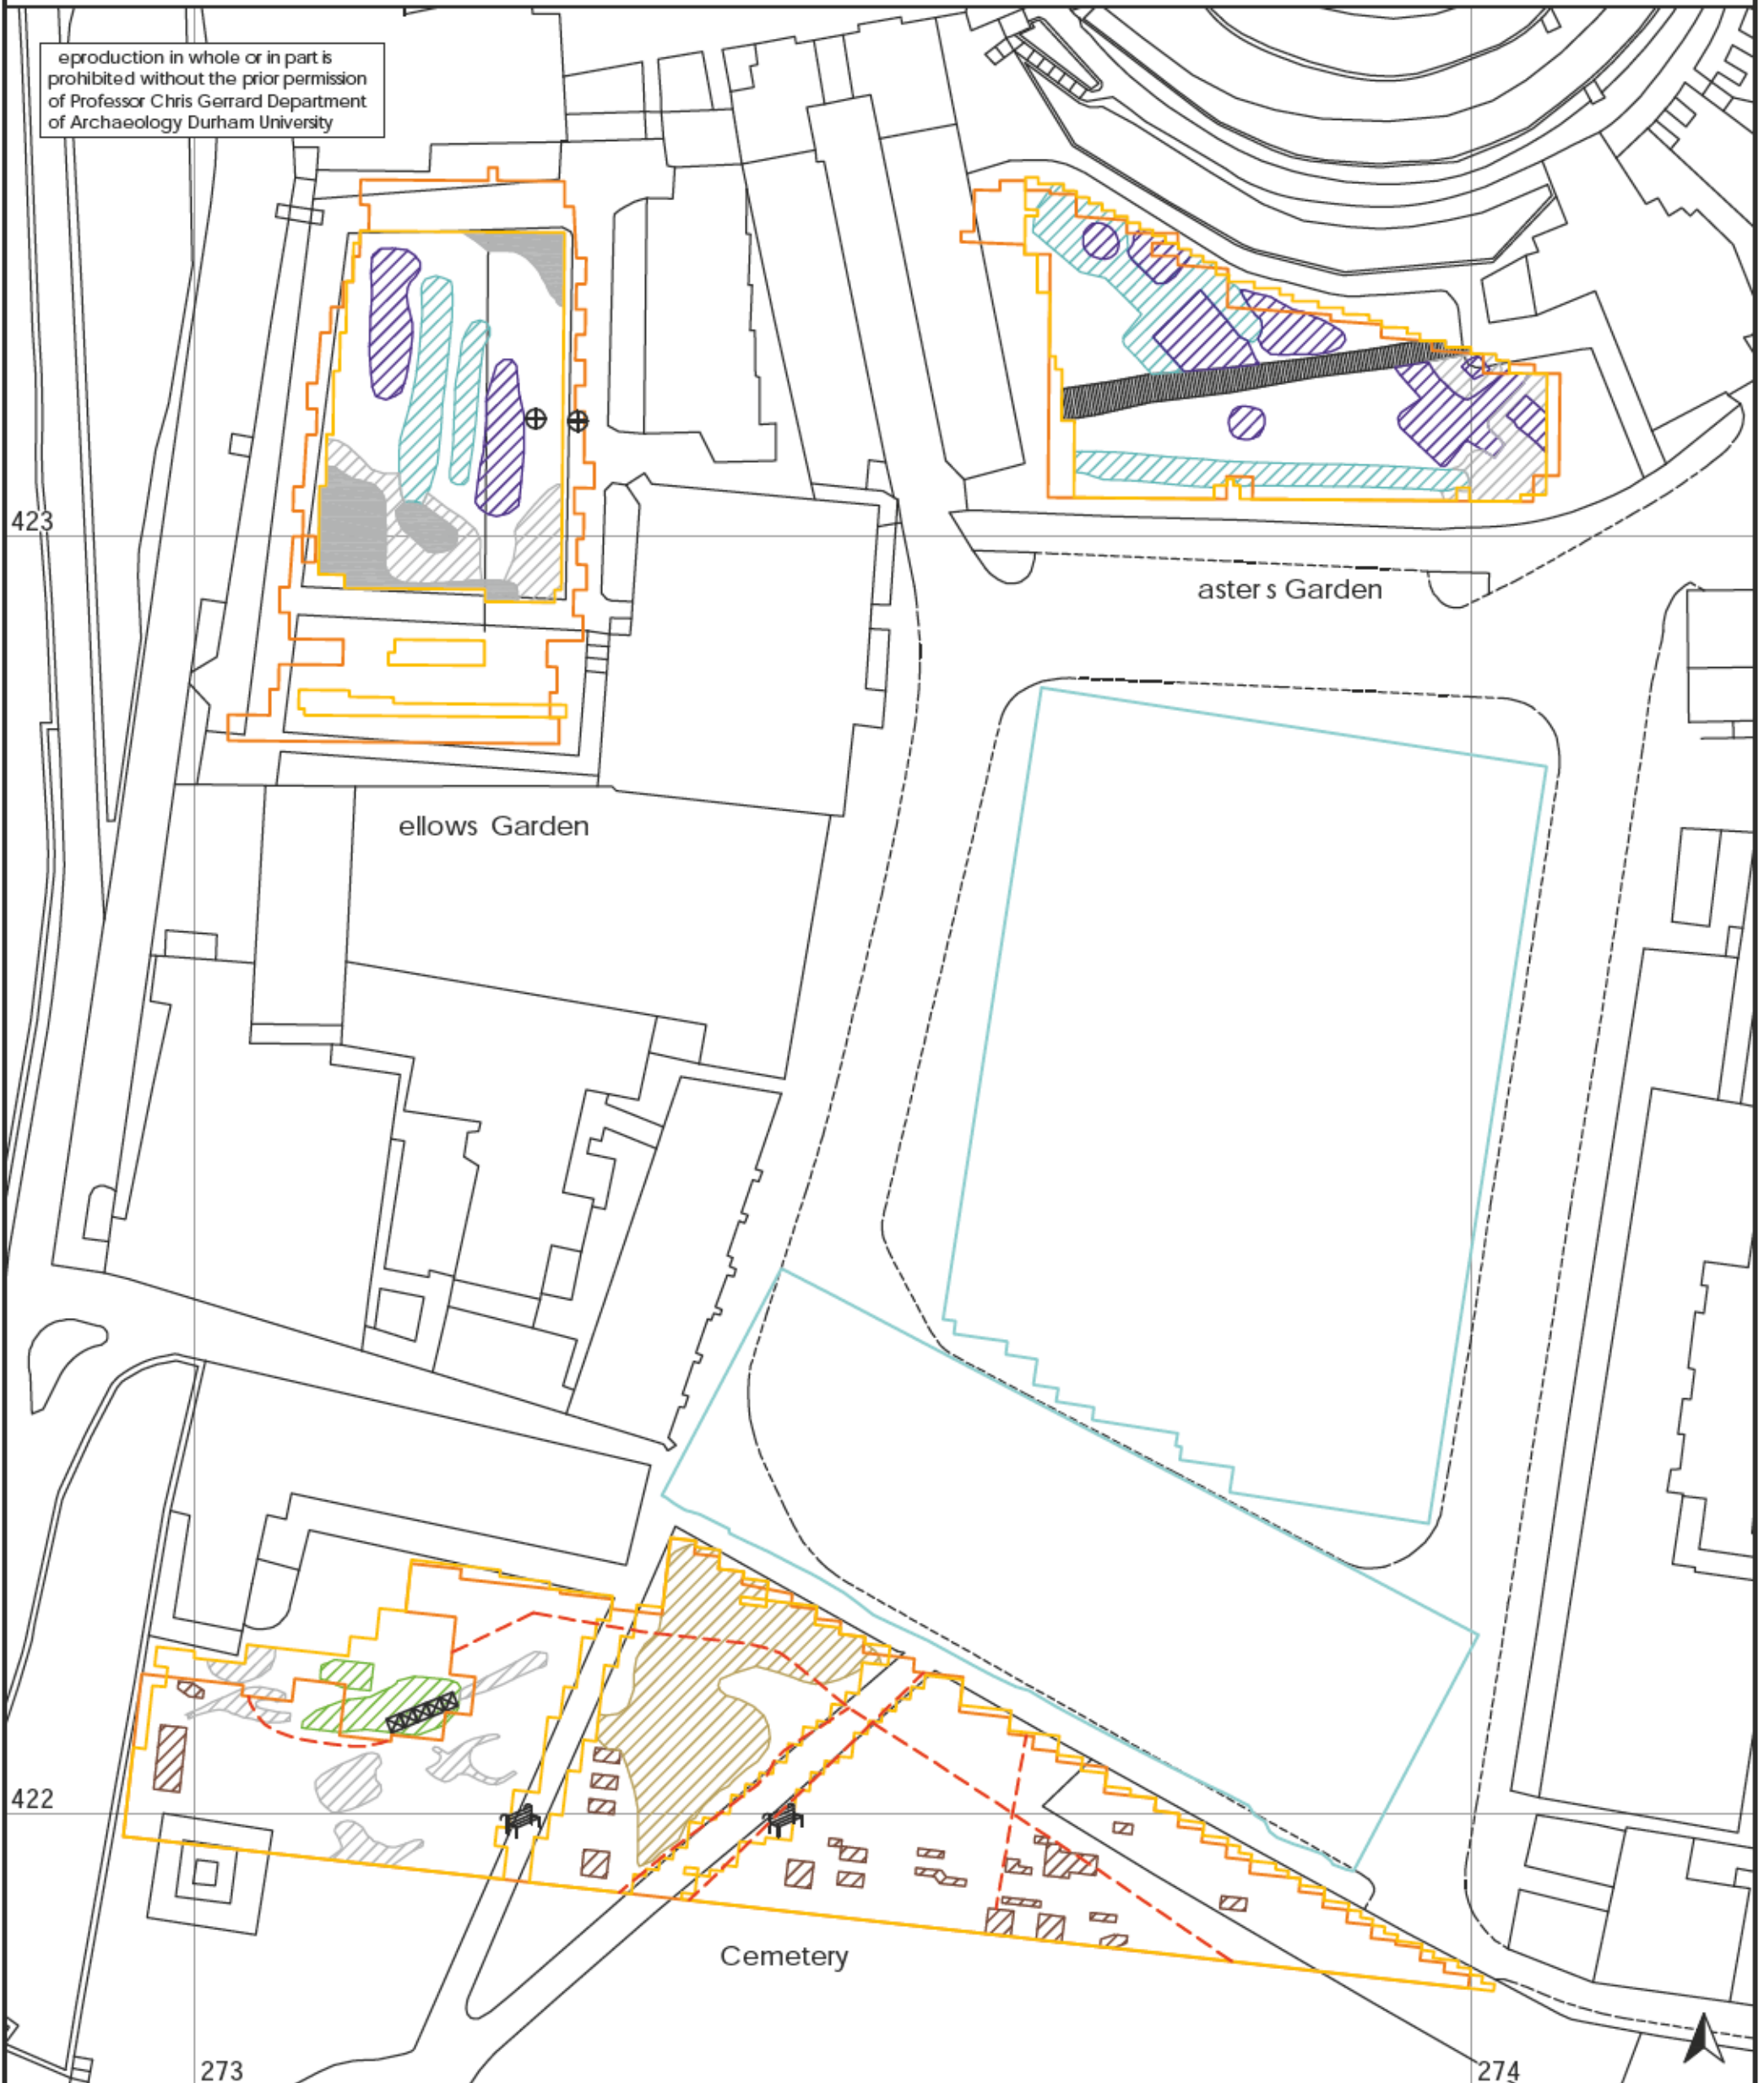 eproduction in whole or in part is
prohibited without the prior permission
of Professor Chris Gerrard Department
of Archaeology Durham University
423
aster s Garden
ellows Garden
422
Cemetery
273
274